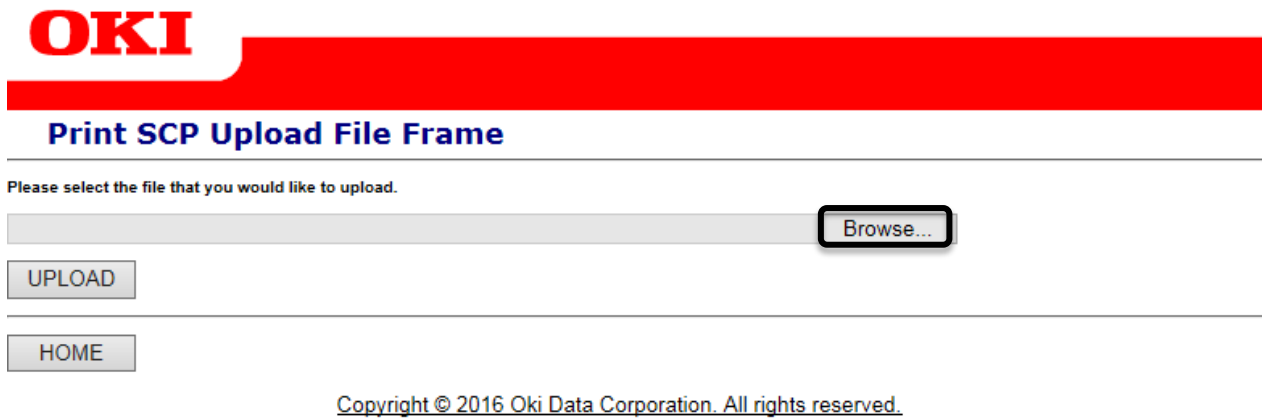 OKI
Print SCP Upload File Frame
Please select the file that you would like to upload.
Browse...
UPLOAD
HOME
Copyright © 2016 Oki Data Corporation. All rights reserved.